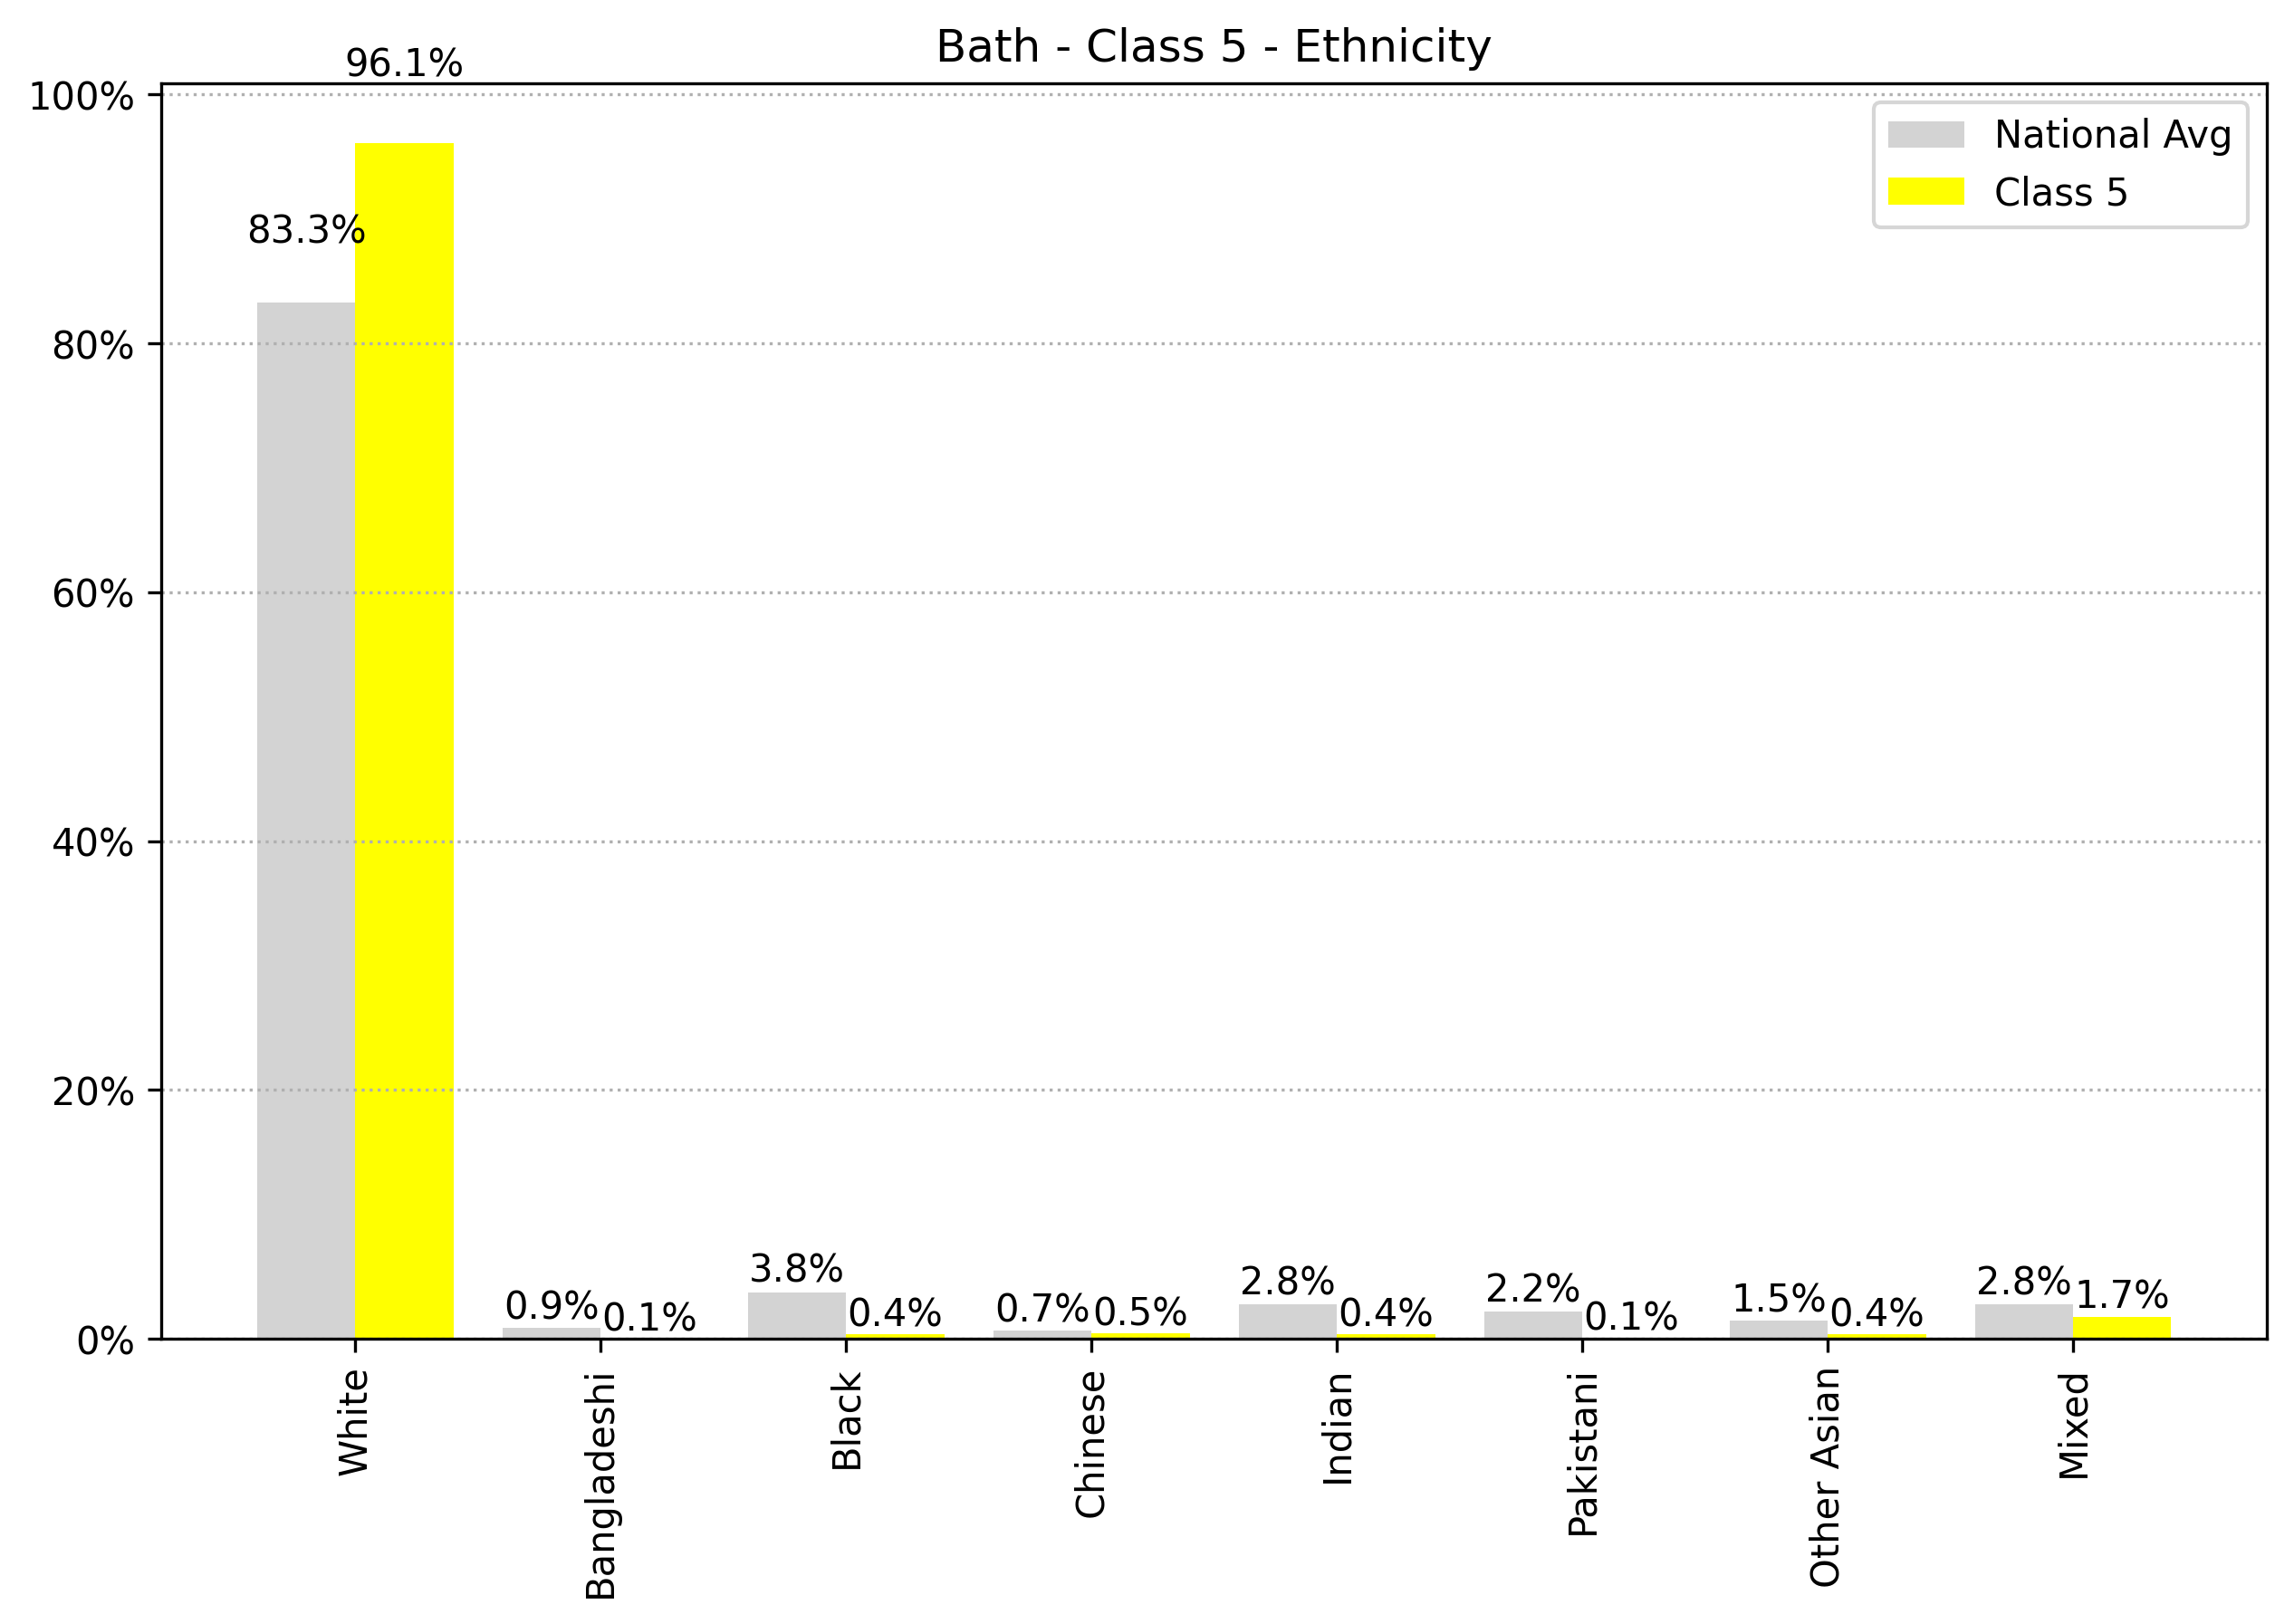 Bath - Class 5 - Ethnicity
96.1%
100%
National Avg
Class 5
83.3%
80%
60%
40%
20%
0.9% 0.1% 3.8% 0.4% 0.7% 0.5% 2.8% 0.4% 2.2% 0.1% 1.5% 0.4% 2.8% 1.7%
0%
White
Bangladeshi
Black
Chinese
Indian
Pakistani
Other Asian
Mixed